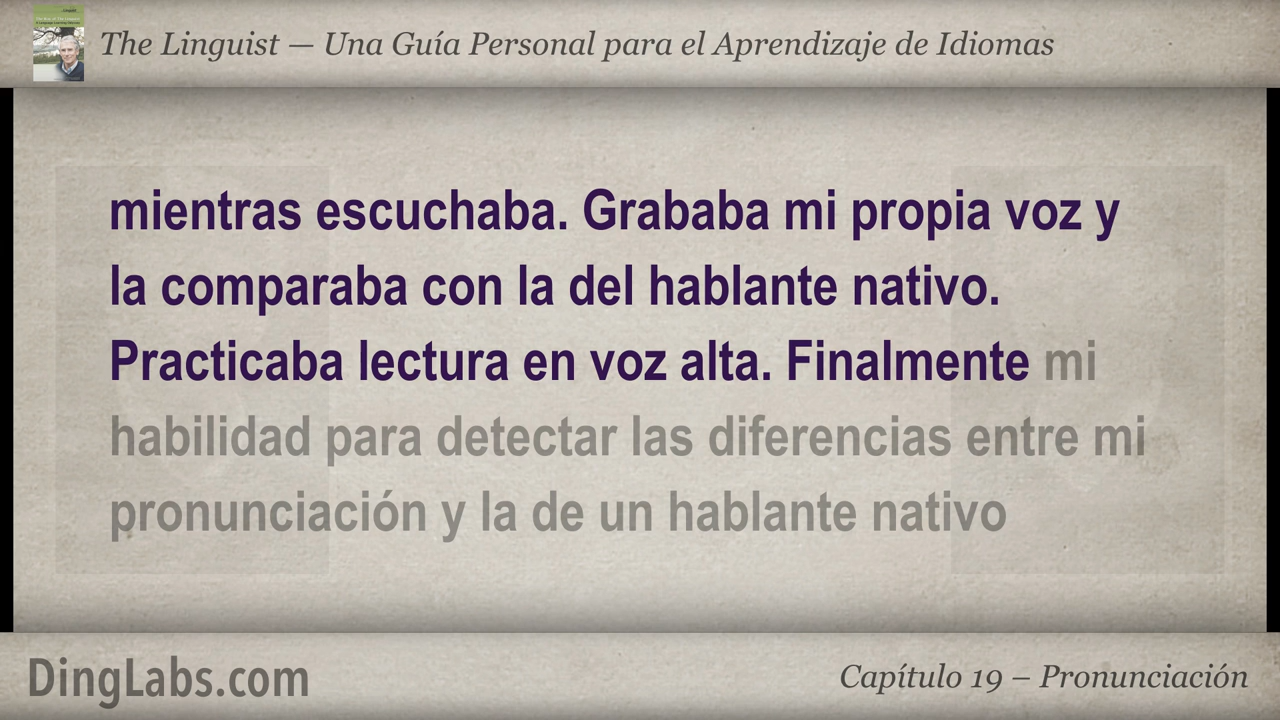 The Linguist — Una Guía Personal para el Aprendizaje de Idiomas
mientras escuchaba. Grababa mi propia voz y
la comparaba con la del hablante nativo.
Practicaba lectura en voz alta. Finalmente mi
habilidad para detectar las diferencias entre mi
pronunciación y la de un hablante nativo
DingLabs.com
Capítulo 19 – Pronunciación